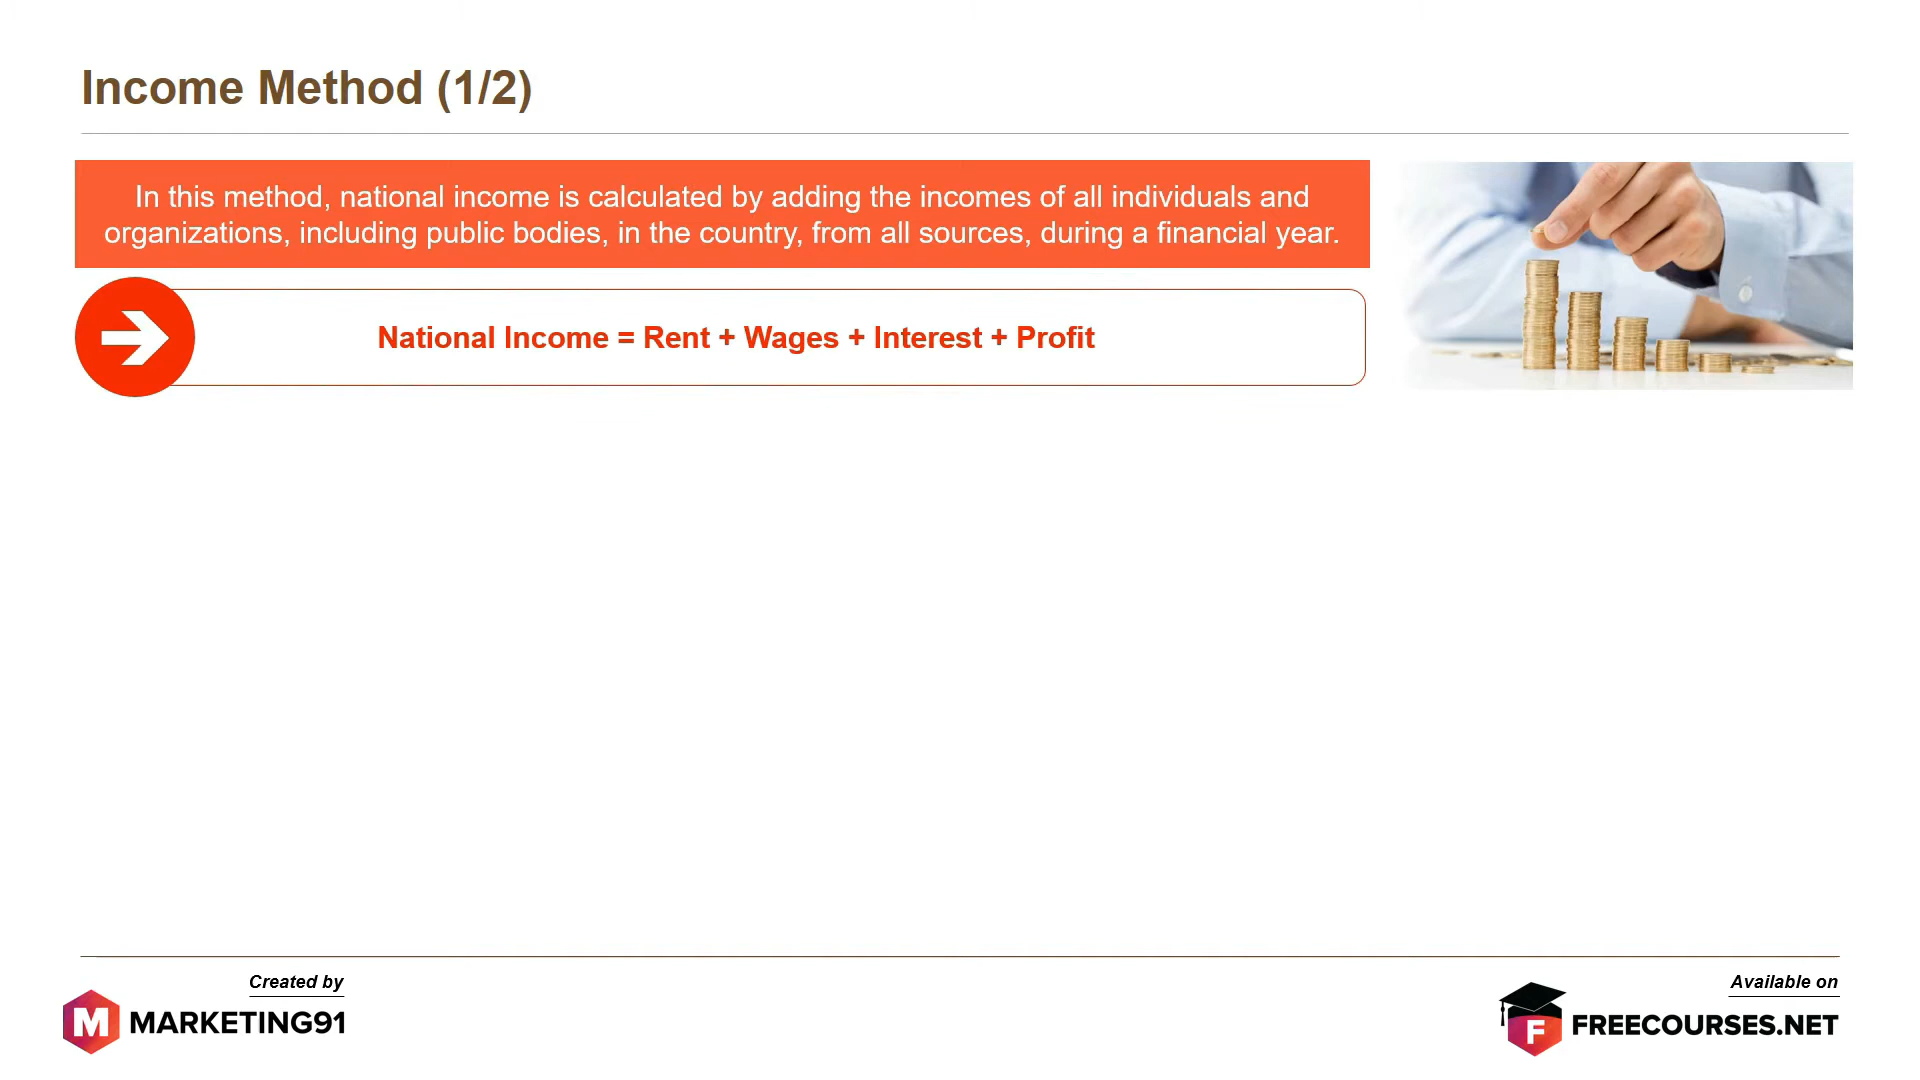 Income Method (1/2)
In this method, national income is calculated by adding the incomes of all individuals and
organizations, including public bodies, in the country, from all sources, during a financial year.
National Income = Rent + Wages + Interest + Profit
Created by
M MARKETING91
Available on
F FREECOURSES.NET